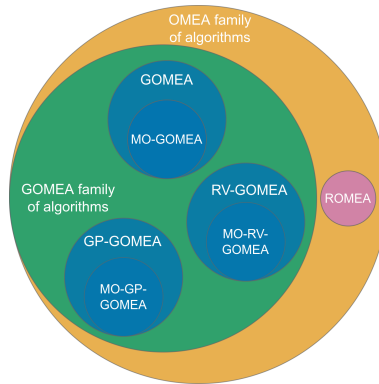 OMEA family
of algorithms
GOMEA
MO-GOMEA
GOMEA family
of algorithms
RV-GOMEA
MO-RV-
GOMEA
ROMEA
GP-GOMEA
MO-GP-
GOMEA